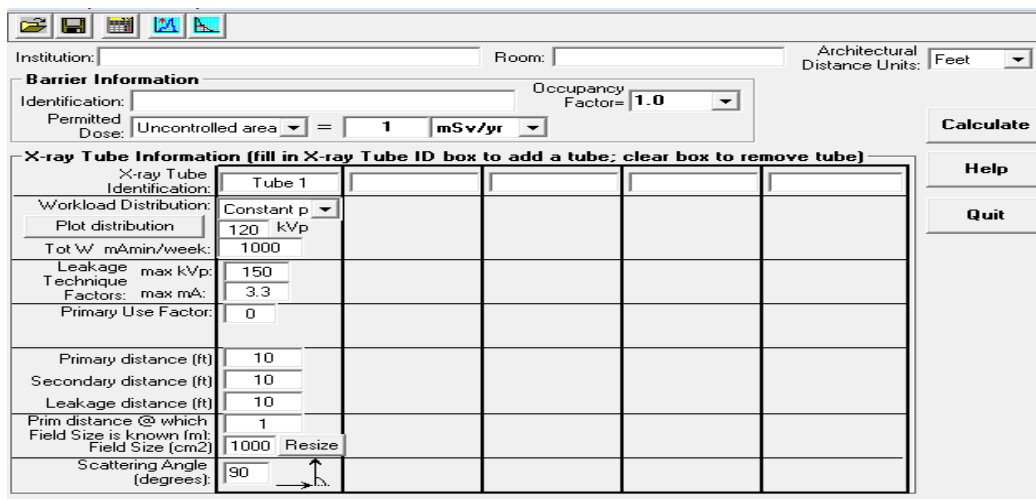 Institution: Room: Architectural Distance Units: Feet
Barrier Information
Identification: Occupancy Factor= 1.0
Permitted Dose: Uncontrolled area = 1 mSv/yr
Calculate
Help
Quit
X-ray Tube Information (fill in X-ray Tube ID box to add a tube; clear box to remove tube)
X-ray Tube Identification: Tube 1
Workload Distribution: Constant p
Plot distribution 120 kVp
Tot W mAmin/week: 1000
Leakage Technique Factors: max kVp: 150
max mA: 3.3
Primary Use Factor: 0
Primary distance (ft) 10
Secondary distance (ft) 10
Leakage distance (ft) 10
Prim distance @ which Field Size is known (m): 1
Field Size (cm2) 1000 Resize
Scattering Angle (degrees): 90